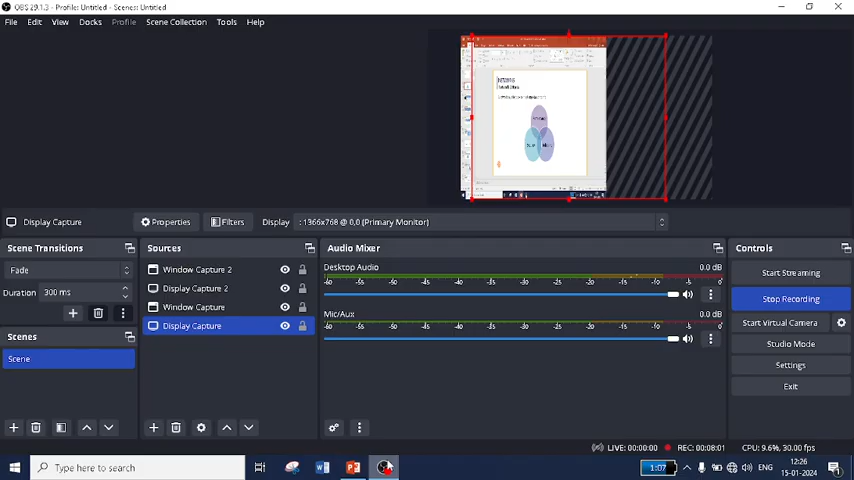 OBS 29.1.3 - Profile: Untitled - Scenes: Untitled
File Edit View Docks Profile Scene Collection Tools Help
Display Capture Properties Filters Display : 1366x768 @ 0,0 (Primary Monitor)
Scene Transitions
Fade
Duration 300 ms
Scenes
Scene
Sources
Window Capture 2
Display Capture 2
Window Capture
Display Capture
Audio Mixer
Desktop Audio 0.0 dB
-60 -55 -50 -45 -40 -35 -30 -25 -20 -15 -10 -5 0
Mic/Aux 0.0 dB
-60 -55 -50 -45 -40 -35 -30 -25 -20 -15 -10 -5 0
Controls
Start Streaming
Stop Recording
Start Virtual Camera
Studio Mode
Settings
Exit
LIVE: 00:00:00 REC: 00:08:01 CPU: 9.6%, 30.00 fps
Type here to search
1:07 ENG 12:26
15-01-2024 1